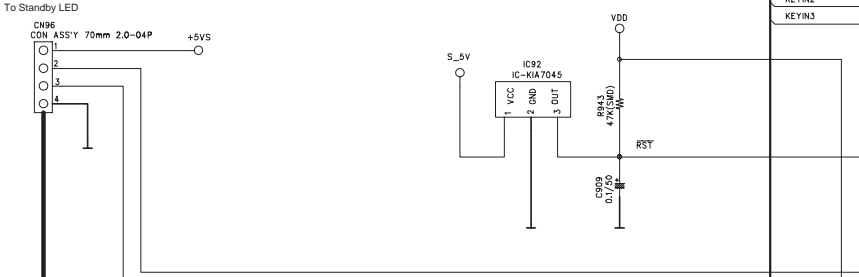 To Standby LED
CN96
CON ASS'Y 70mm 2.0-04P
1
2
3
4
+5VS
S_5V
IC92
IC-KIA7045
1 VCC
2 GND
3 OUT
VDD
R943
47K(SMD)
RST
C909
0.1/50
+
KEYIN2
KEYIN3